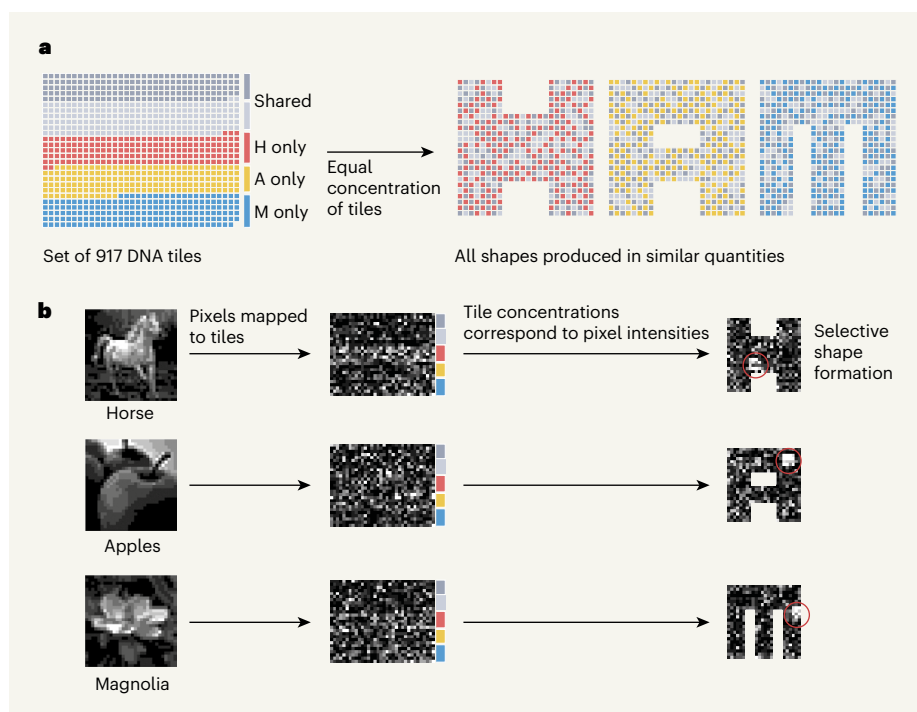 a
Shared
H only
A only
M only
Equal
concentration
of tiles
Set of 917 DNA tiles
All shapes produced in similar quantities
b
Pixels mapped
to tiles
Tile concentrations
correspond to pixel intensities
Selective
shape
formation
Horse
Apples
Magnolia